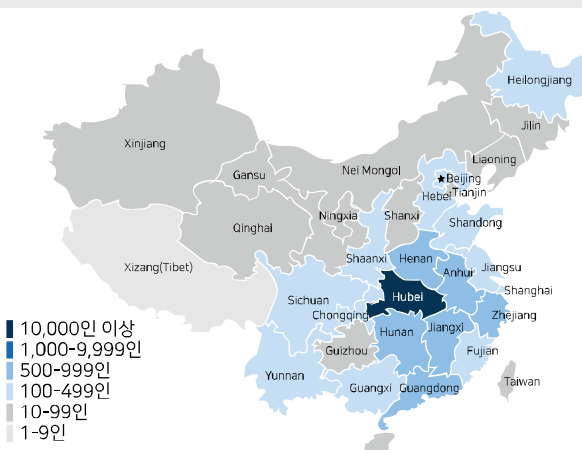 Heilongjiang
Jilin
Xinjiang
Liaoning
Gansu
Nei Mongol
Beijing
Hebei Tianjin
Ningxia Shanxi
Shandong
Qinghai
Shaanxi Henan
Xizang(Tibet)
Anhui Jiangsu
Shanghai
Sichuan
Hubei
Chongqing
Zhejiang
10,000인 이상
Hunan Jiangxi
1,000-9,999인
Guizhou
Fujian
500-999인
Yunnan
Taiwan
100-499인
Guangxi Guangdong
10-99인
1-9인